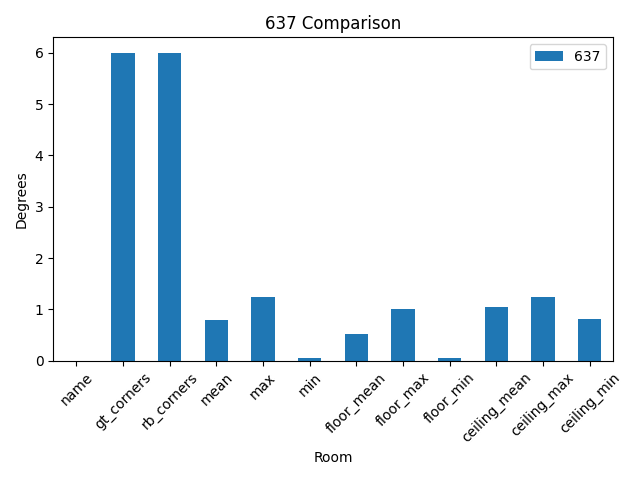 637 Comparison
637
Degrees
6
5
4
3
2
1
0
name
gt_corners
rb_corners
mean
max
min
floor_mean
floor_max
floor_min
ceiling_mean
ceiling_max
ceiling_min
Room